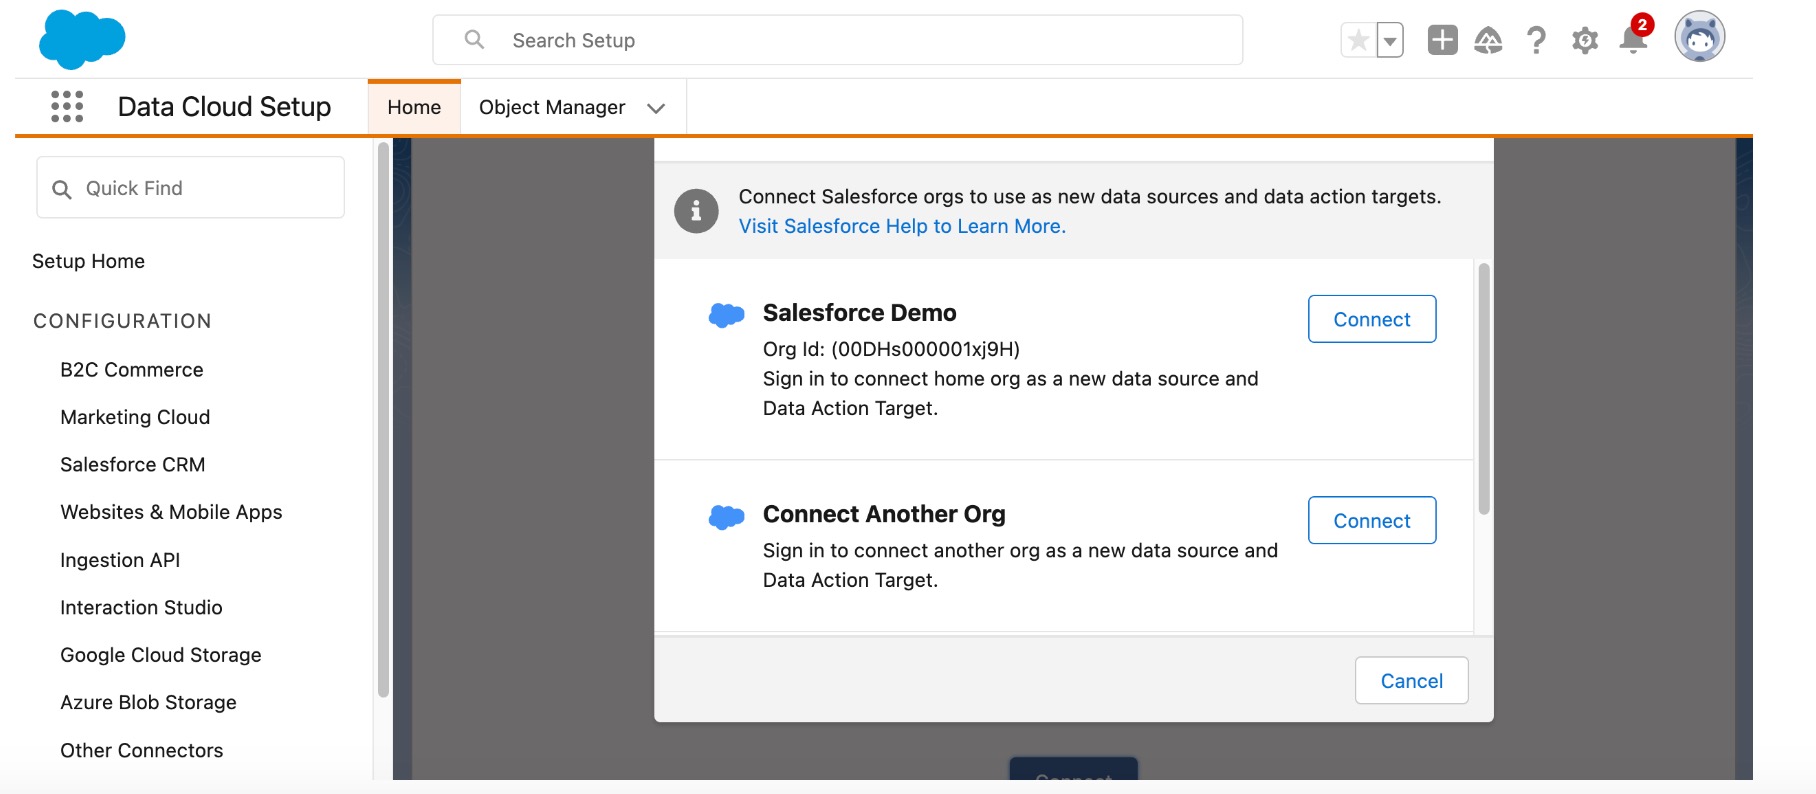 Search Setup
2
Data Cloud Setup
Home
Object Manager
Quick Find
Setup Home
CONFIGURATION
B2C Commerce
Marketing Cloud
Salesforce CRM
Websites & Mobile Apps
Ingestion API
Interaction Studio
Google Cloud Storage
Azure Blob Storage
Other Connectors
Connect Salesforce orgs to use as new data sources and data action targets.
Visit Salesforce Help to Learn More.
Salesforce Demo
Connect
Org Id: (00DHs000001xj9H)
Sign in to connect home org as a new data source and
Data Action Target.
Connect Another Org
Connect
Sign in to connect another org as a new data source and
Data Action Target.
Cancel
Connect